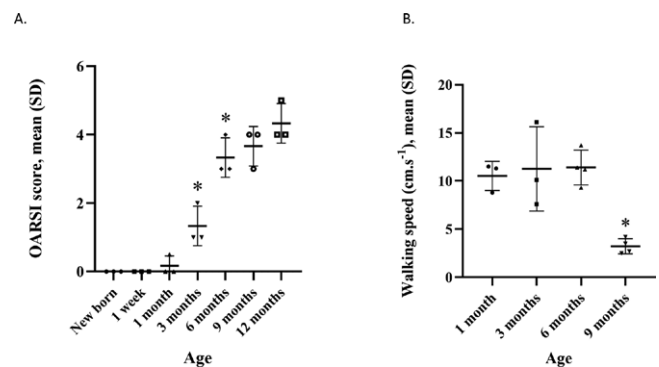 A.
OARSI score, mean (SD)
6
4
2
0
*
*
New born
1 week
1 month
3 months
6 months
9 months
12 months
Age
B.
Walking speed (cm.s⁻¹), mean (SD)
20
15
10
5
0
*
1 month
3 months
6 months
9 months
Age